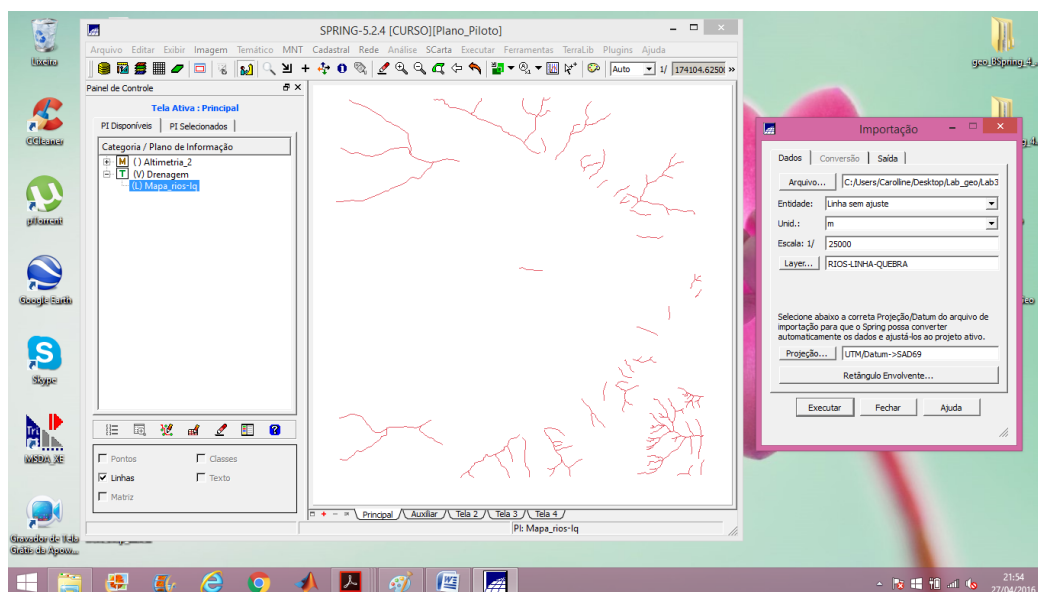 Lixeira
CCleaner
µTorrent
Google Earth
Skype
MSDA_XE
Gravador de Tela
Grátis da Apow...
SPRING-5.2.4 [CURSO][Plano_Piloto]
Arquivo Editar Exibir Imagem Temático MNT Cadastral Rede Análise SCarta Executar Ferramentas TerraLib Plugins Ajuda
Auto 1/ 174104.6250 »
Painel de Controle
Tela Ativa : Principal
PI Disponíveis PI Selecionados
Categoria / Plano de Informação
M ( ) Altimetria_2
T (V) Drenagem
(L) Mapa_rios-lq
Pontos Classes
Linhas Texto
Matriz
Principal Auxiliar Tela 2 Tela 3 Tela 4
PI: Mapa_rios-lq
Importação
Dados Conversão Saída
Arquivo... C:/Users/Carolline/Desktop/Lab_geo/Lab3
Entidade: Linha sem ajuste
Unid.: m
Escala: 1/ 25000
Layer... RIOS-LINHA-QUEBRA
Selecione abaixo a correta Projeção/Datum do arquivo de
importação para que o Spring possa converter
automaticamente os dados e ajustá-los ao projeto ativo.
Projeção... UTM/Datum->SAD69
Retângulo Envolvente...
Executar Fechar Ajuda
21:54
27/04/2016